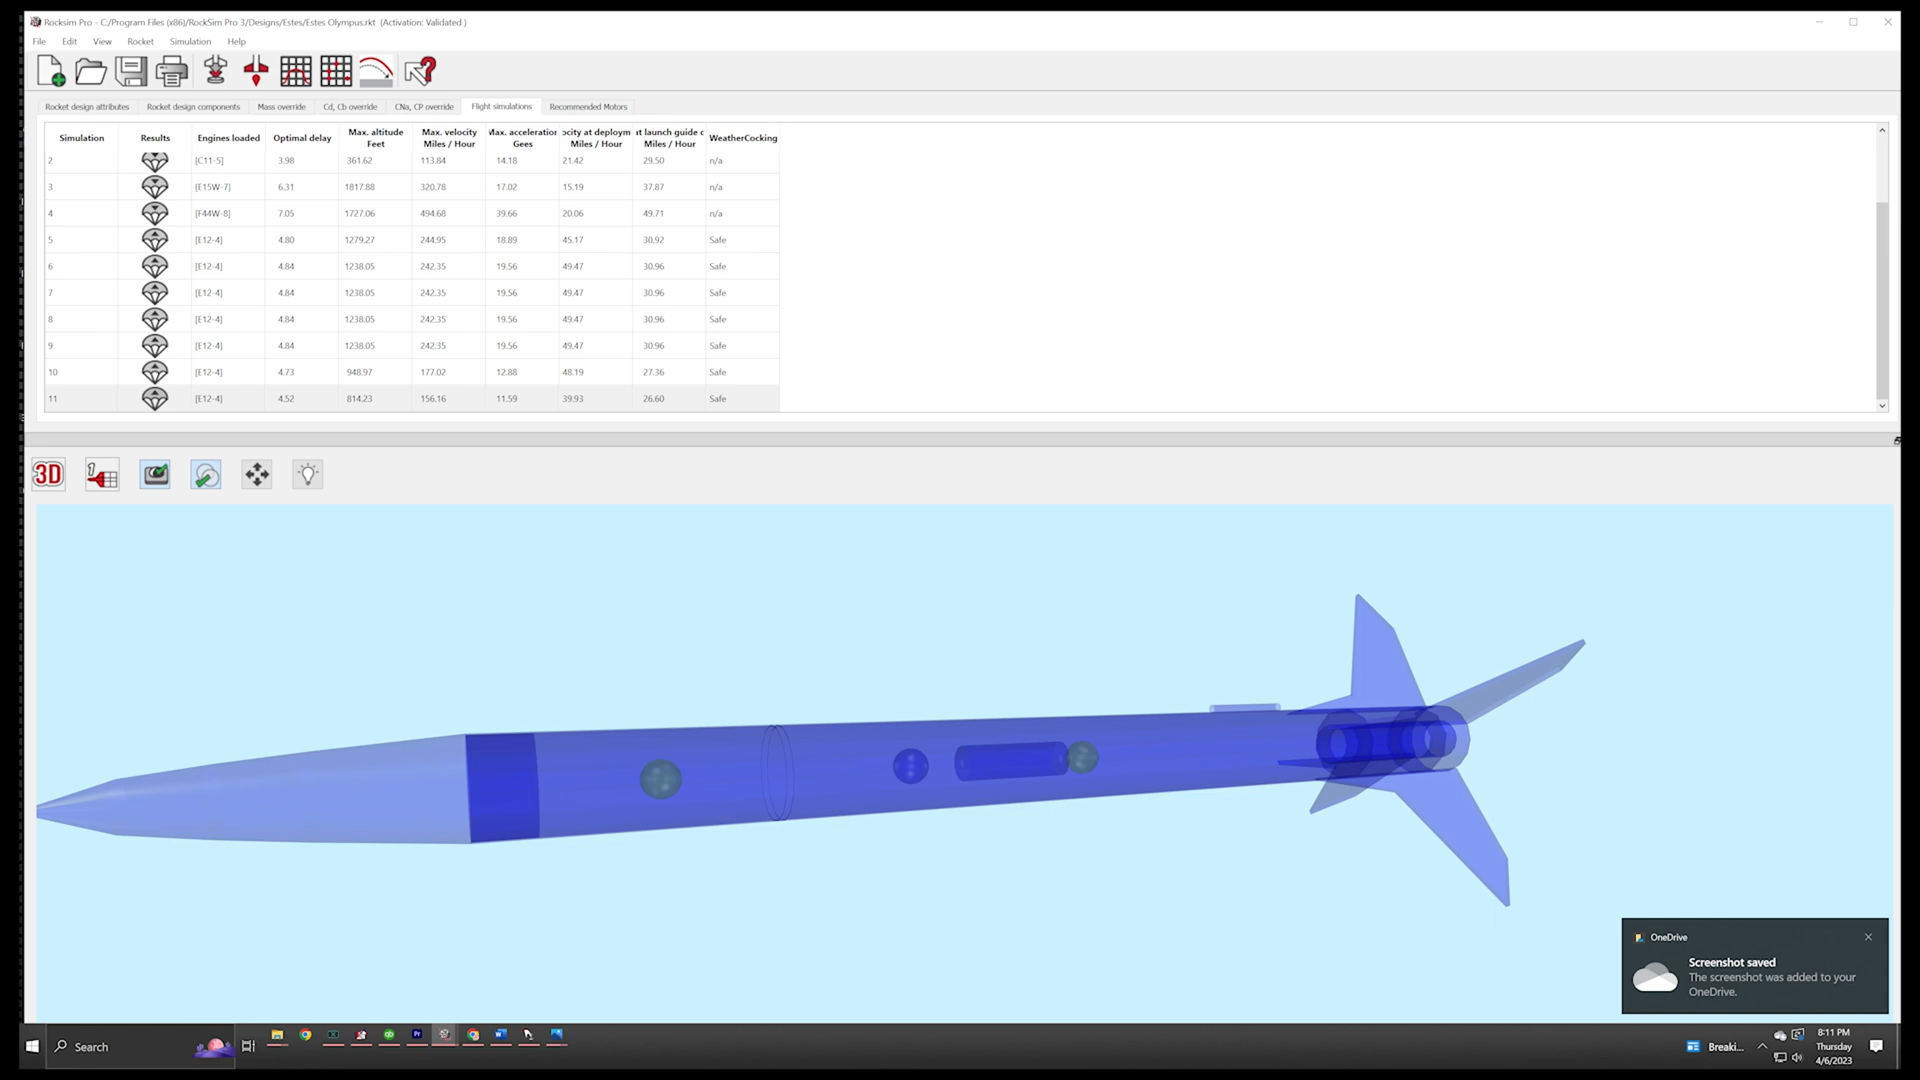 Rocksim Pro - C:/Program Files (x86)/RockSim Pro 3/Designs/Estes/Estes Olympus.rkt (Activation: Validated )
File Edit View Rocket Simulation Help
Rocket design attributes Rocket design components Mass override Cd, Cb override CNa, CP override Flight simulations Recommended Motors
Simulation Results Engines loaded Optimal delay Max. altitude Feet Max. velocity Miles / Hour Max. acceleration Gees ocity at deploym Miles / Hour at launch guide c Miles / Hour WeatherCocking
2 [C11-5] 3.98 361.62 113.84 14.18 21.42 29.50 n/a
3 [E15W-7] 6.31 1817.88 320.78 17.02 15.19 37.87 n/a
4 [F44W-8] 7.05 1727.06 494.68 39.66 20.06 49.71 n/a
5 [E12-4] 4.80 1279.27 244.95 18.89 45.17 30.92 Safe
6 [E12-4] 4.84 1238.05 242.35 19.56 49.47 30.96 Safe
7 [E12-4] 4.84 1238.05 242.35 19.56 49.47 30.96 Safe
8 [E12-4] 4.84 1238.05 242.35 19.56 49.47 30.96 Safe
9 [E12-4] 4.84 1238.05 242.35 19.56 49.47 30.96 Safe
10 [E12-4] 4.73 948.97 177.02 12.88 48.19 27.36 Safe
11 [E12-4] 4.52 814.23 156.16 11.59 39.93 26.60 Safe
3D 1
OneDrive
Screenshot saved
The screenshot was added to your
OneDrive.
Search
Breaki...
8:11 PM
Thursday
4/6/2023